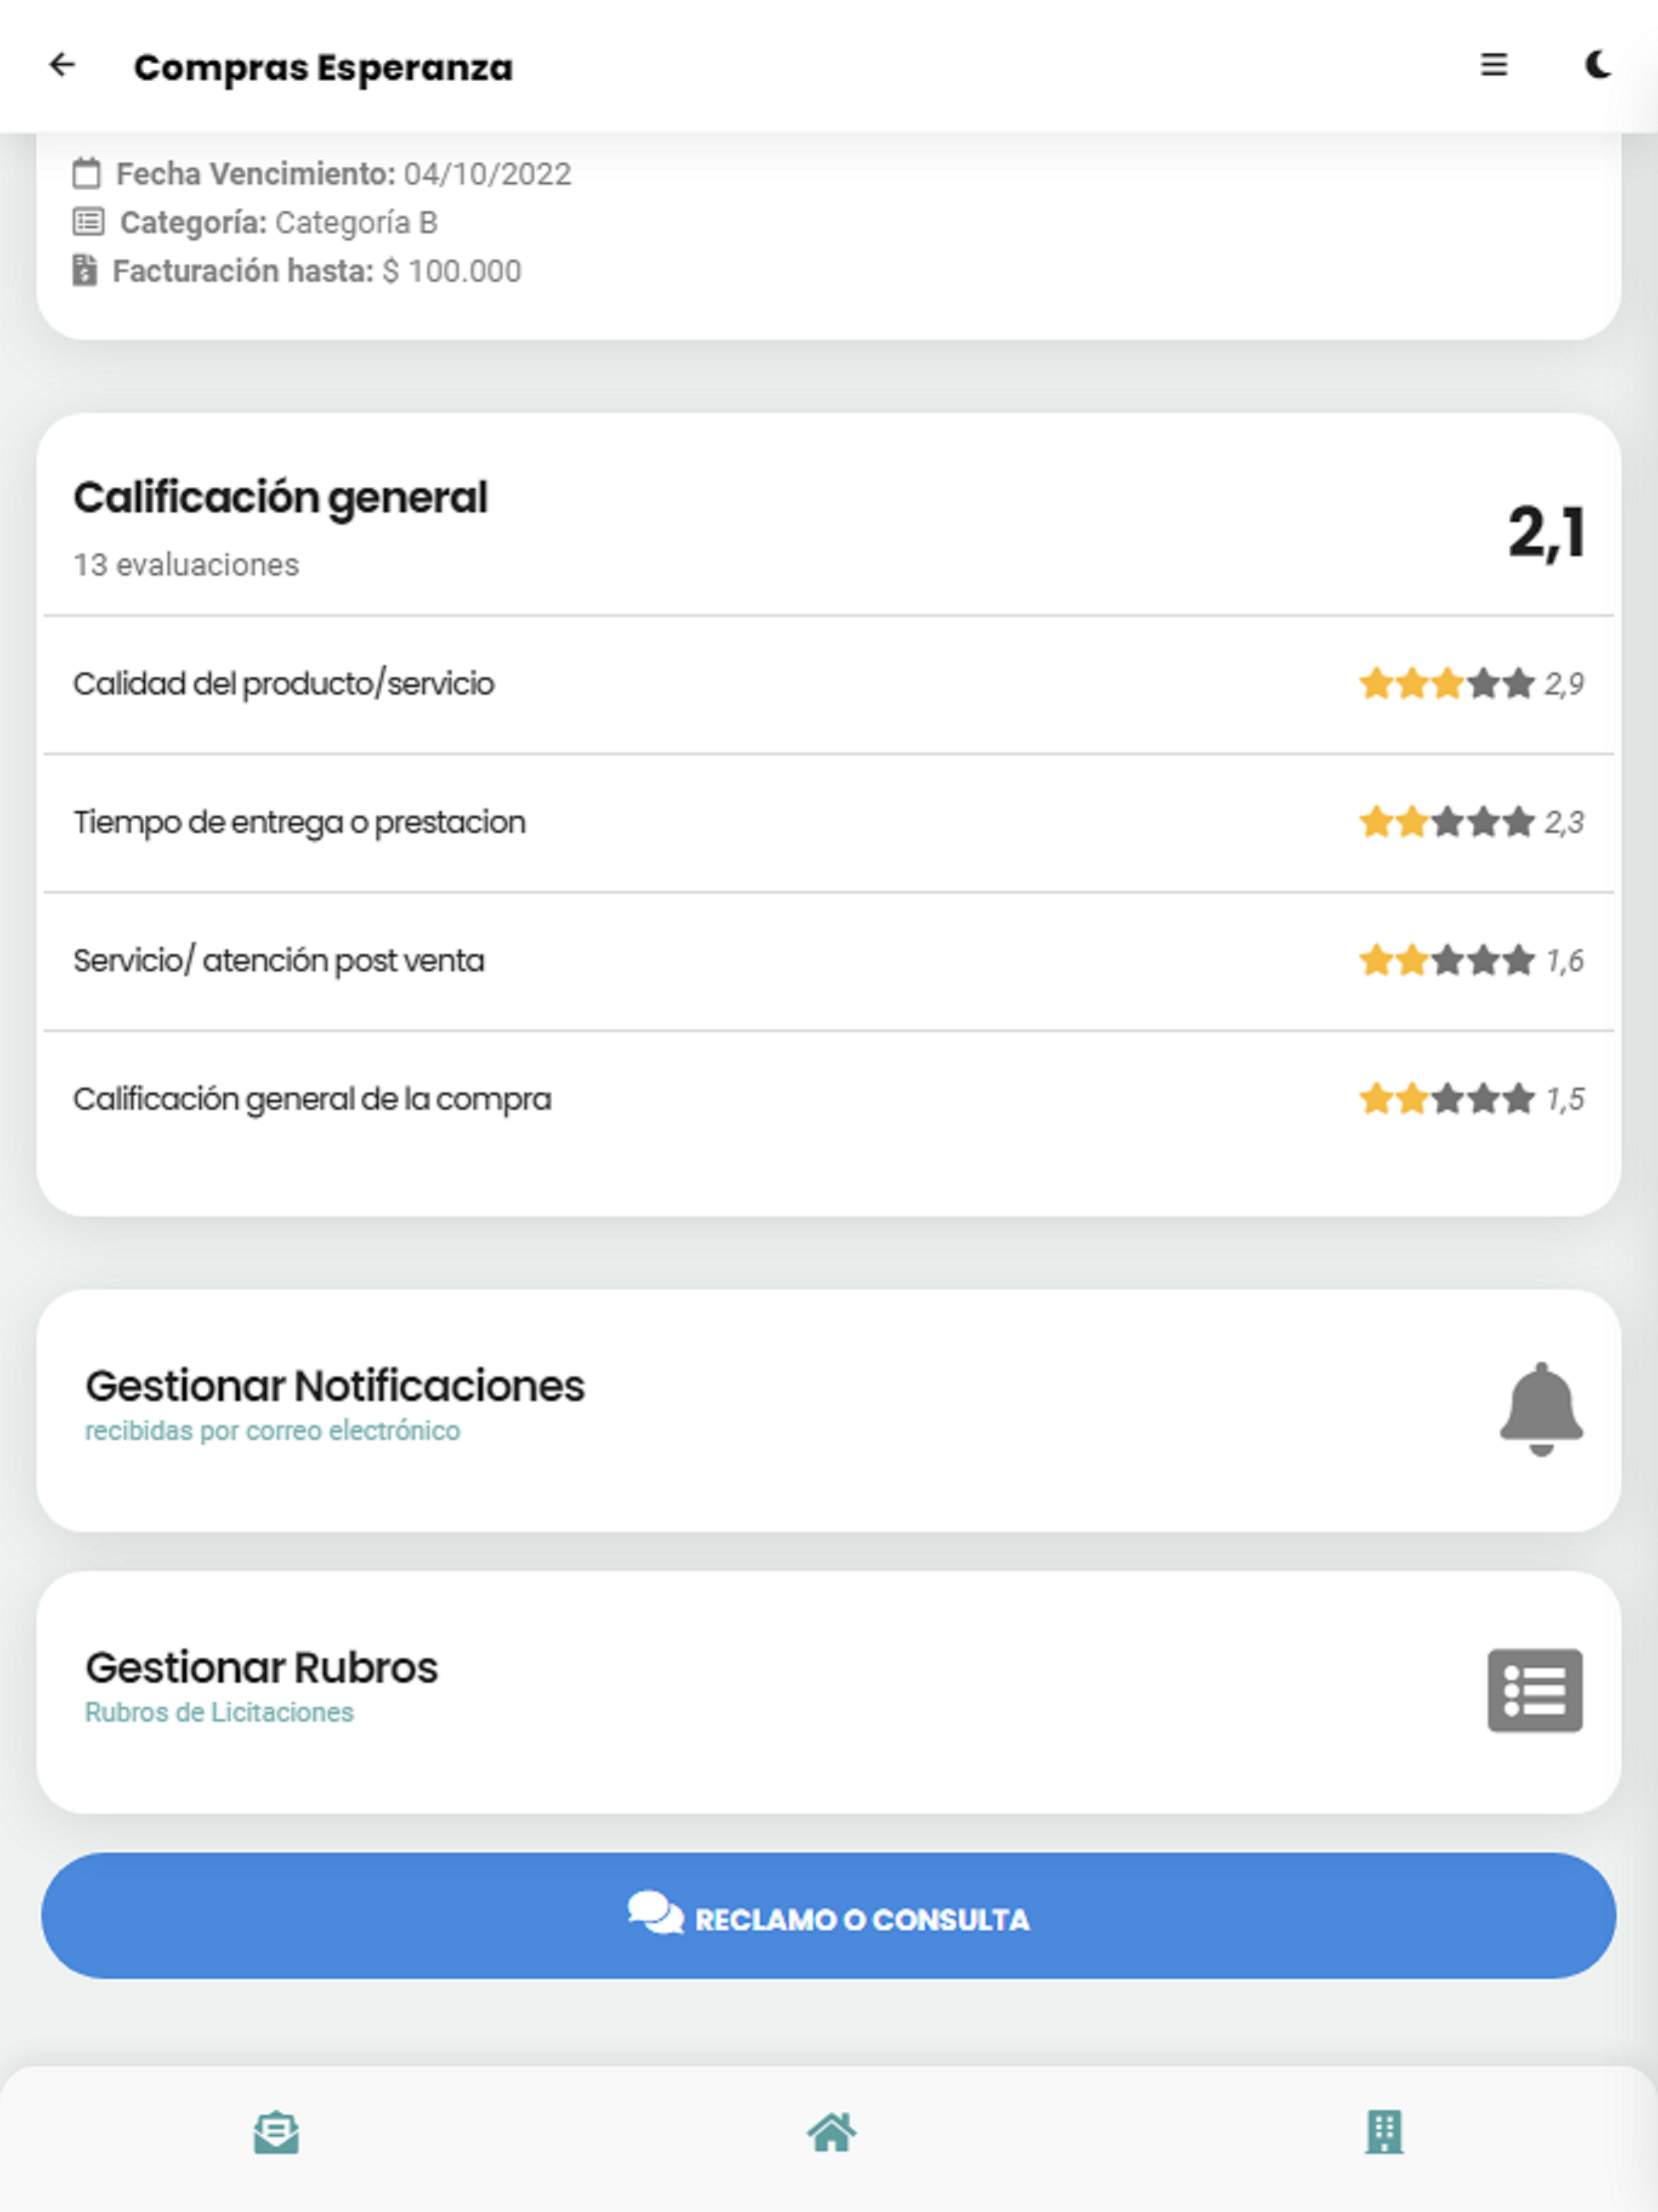 Compras Esperanza
Fecha Vencimiento: 04/10/2022
Categoría: Categoría B
Facturación hasta: $ 100.000
Calificación general
2,1
13 evaluaciones
Calidad del producto/servicio 2,9
Tiempo de entrega o prestacion 2,3
Servicio/ atención post venta 1,6
Calificación general de la compra 1,5
Gestionar Notificaciones
recibidas por correo electrónico
Gestionar Rubros
Rubros de Licitaciones
RECLAMO O CONSULTA